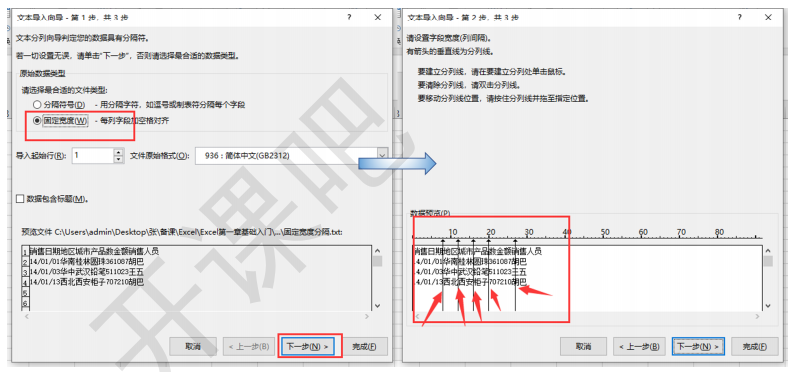 文本导入向导 - 第 1 步，共 3 步
?
×
文本分列向导判定您的数据具有分隔符。
若一切设置无误，请单击“下一步”，否则请选择最合适的数据类型。
原始数据类型
请选择最合适的文件类型:
分隔符号(D) - 用分隔字符，如逗号或制表符分隔每个字段
固定宽度(W) - 每列字段加空格对齐
导入起始行(R): 1 文件原始格式(O): 936 : 简体中文(GB2312)
数据包含标题(M)。
预览文件 C:\Users\admin\Desktop\张\备课\Excel\Excel第一章基础入门\...\固定宽度分隔.txt:
1 销售日期地区城市产品数金额销售人员
2 14/01/01华南桂林圆珠361087胡巴
3 14/01/03华中武汉铅笔511023王五
4 14/01/13西北西安柜子707210胡巴
5
6
取消 < 上一步(B) 下一步(N) > 完成(F)
文本导入向导 - 第 2 步，共 3 步
?
×
请设置字段宽度(列间隔)。
有箭头的垂直线为分列线。
要建立分列线，请在要建立分列处单击鼠标。
要清除分列线，请双击分列线。
要移动分列线位置，请按住分列线并拖至指定位置。
数据预览(P)
10 20 30 40 50 60 70 80
销售日期地区城市产品数金额销售人员
14/01/01华南桂林圆珠361087胡巴
14/01/03华中武汉铅笔511023王五
14/01/13西北西安柜子707210胡巴
取消 < 上一步(B) 下一步(N) > 完成(F)
开课吧